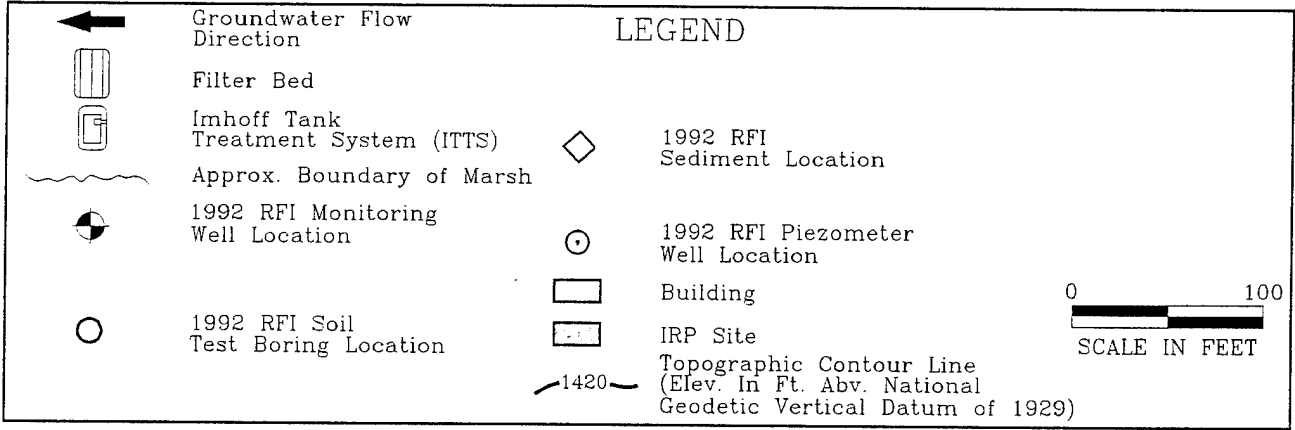 LEGEND
Groundwater Flow
Direction
Filter Bed
Imhoff Tank
Treatment System (ITTS)
Approx. Boundary of Marsh
1992 RFI Monitoring
Well Location
1992 RFI Soil
Test Boring Location
1992 RFI
Sediment Location
1992 RFI Piezometer
Well Location
Building
IRP Site
1420
Topographic Contour Line
(Elev. In Ft. Abv. National
Geodetic Vertical Datum of 1929)
0 100
SCALE IN FEET